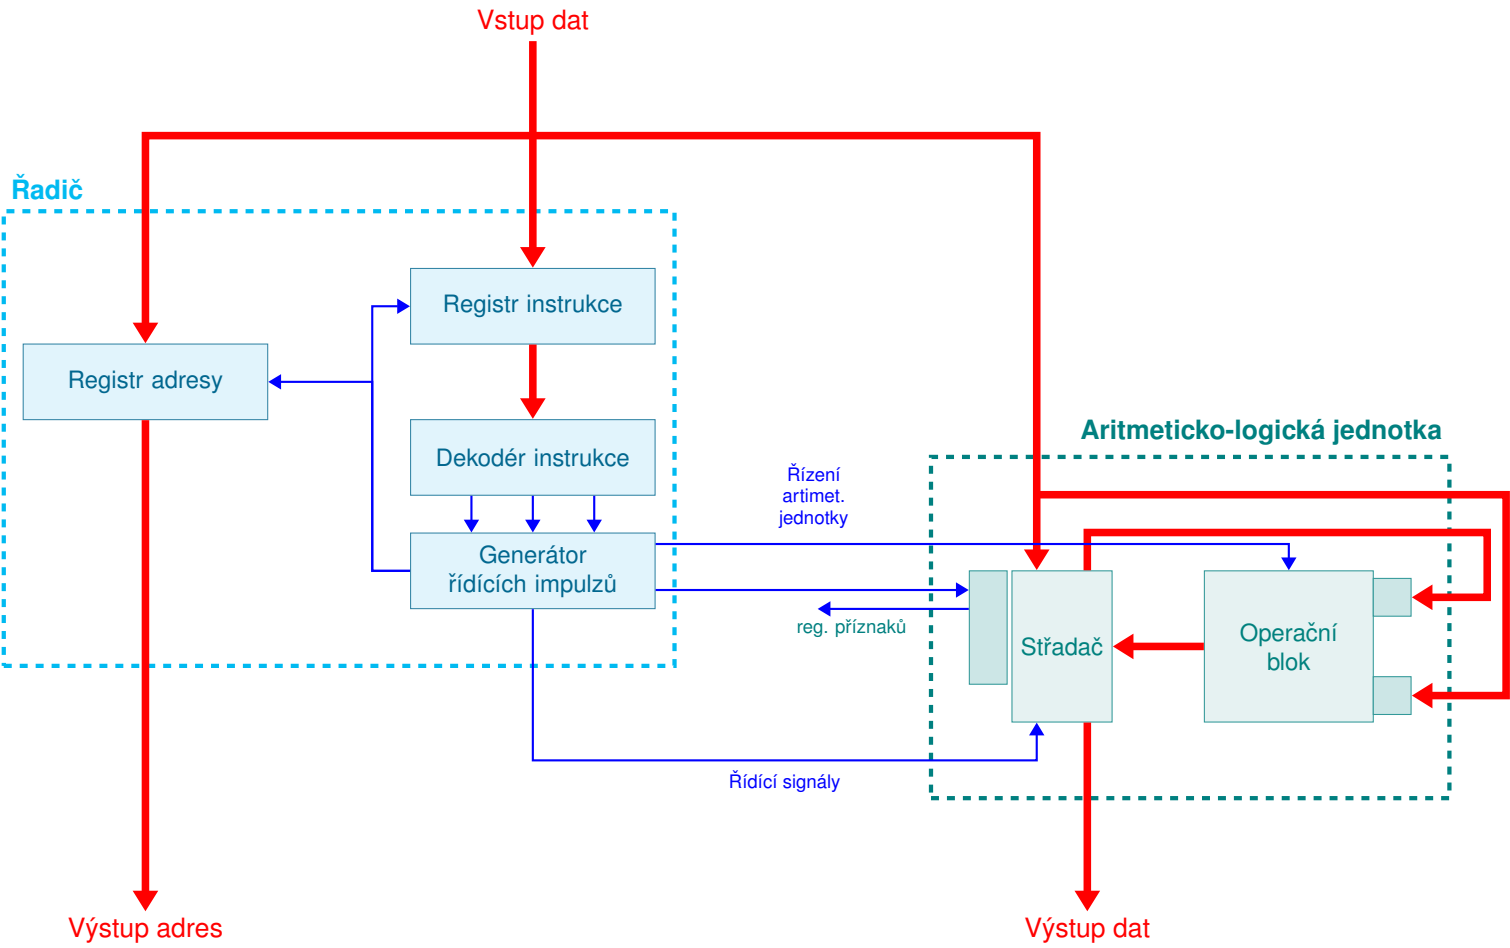 Vstup dat
Řadič
Registr instrukce
Registr adresy
Dekodér instrukce
Generátor
řídících impulzů
Řízení
artimet.
jednotky
Aritmeticko-logická jednotka
reg. příznaků
Střadač
Operační
blok
Řídící signály
Výstup adres
Výstup dat